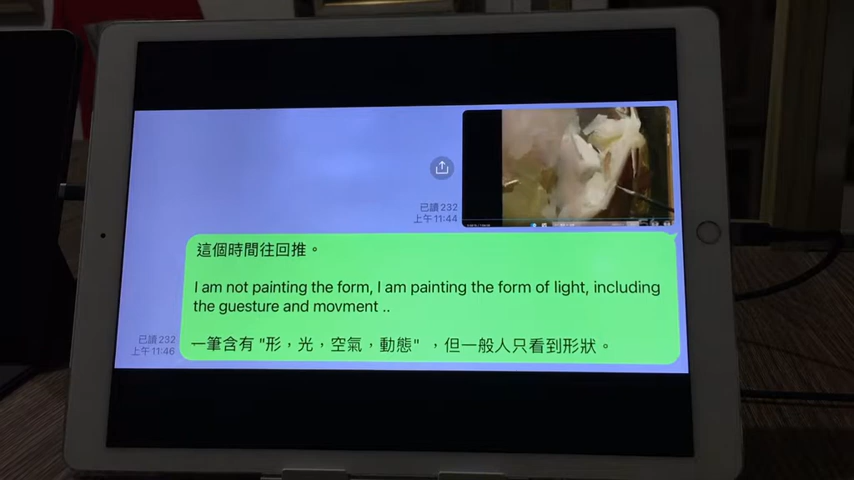 已讀 232
上午 11:44
這個時間往回推。
I am not painting the form, I am painting the form of light, including
the guesture and movment ..
一筆含有 "形，光，空氣，動態" ，但一般人只看到形狀。
已讀 232
上午 11:46